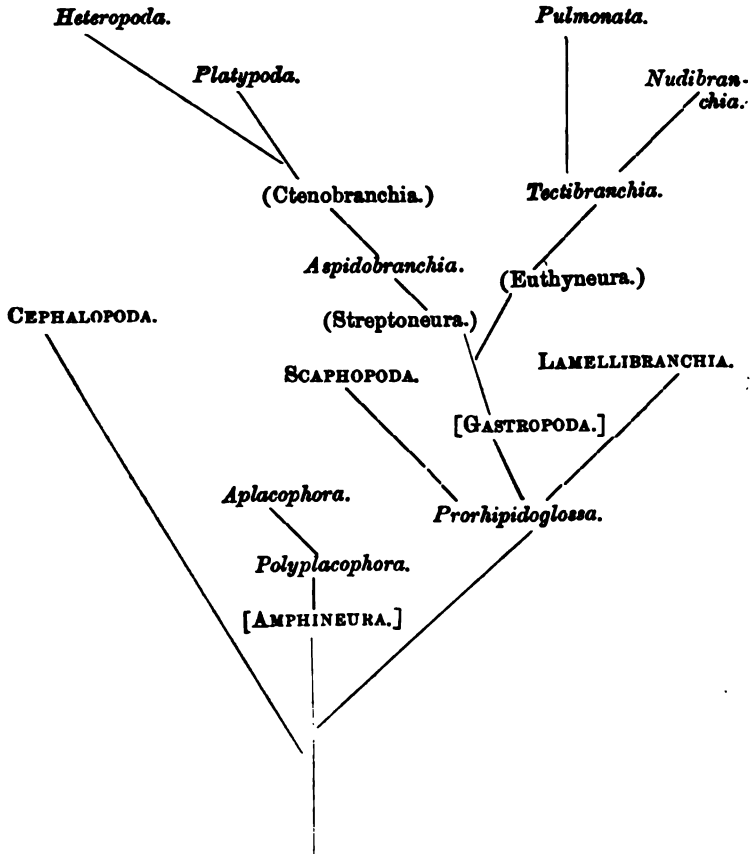 Heteropoda.
Pulmonata.
Platypoda.
Nudibran-
chia.
(Ctenobranchia.)
Tectibranchia.
Aspidobranchia.
(Euthyneura.)
CEPHALOPODA.
(Streptoneura.)
SCAPHOPODA.
LAMELLIBRANCHIA.
[GASTROPODA.]
Aplacophora.
Prorhipidoglossa.
Polyplacophora.
[AMPHINEURA.]